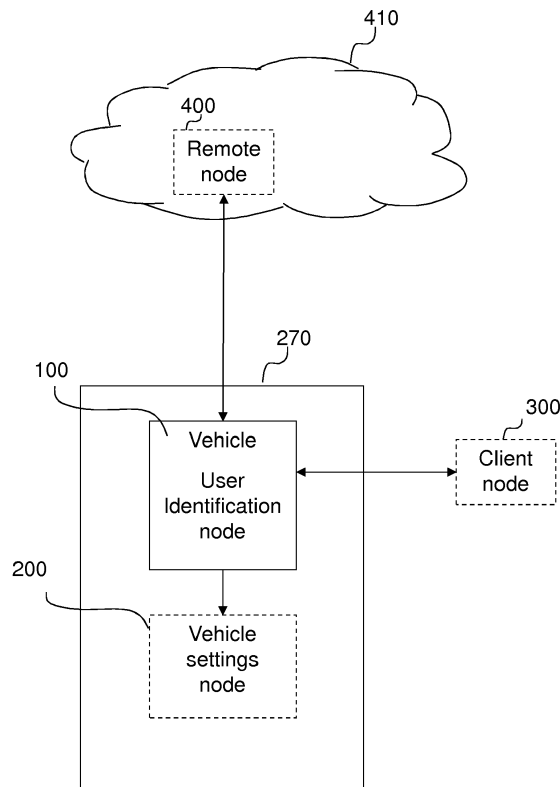 410
400
Remote
node
270
100
Vehicle
User
Identification
node
300
Client
node
200
Vehicle
settings
node